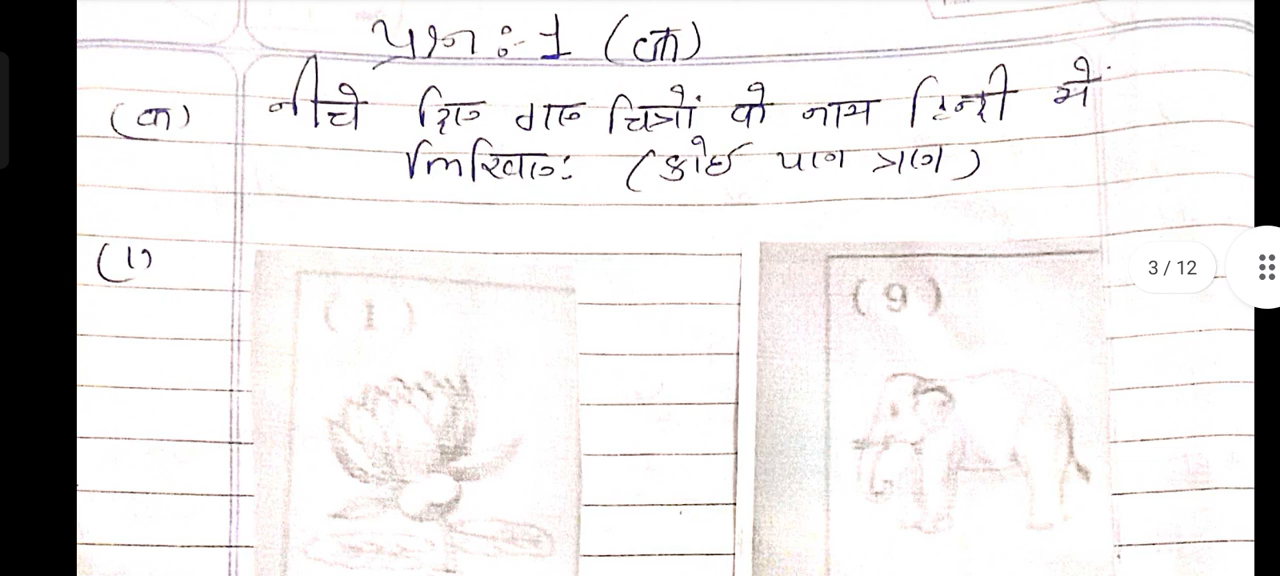 प्रश्न :- 1 (क)
(क) नीचे दिए गए चित्रों के नाम हिन्दी में
लिखिए: (कोई पाँच)
(1)
(1)
(9)
3 / 12